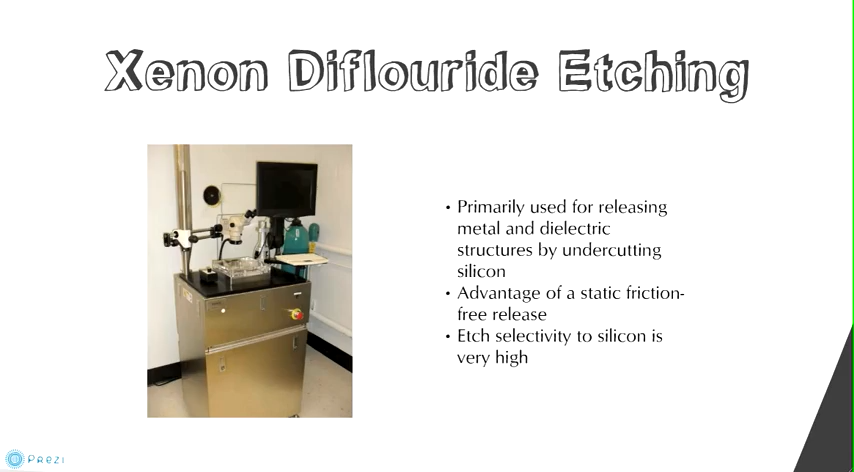 Xenon Diflouride Etching
• Primarily used for releasing
metal and dielectric
structures by undercutting
silicon
• Advantage of a static friction-
free release
• Etch selectivity to silicon is
very high
Prezi